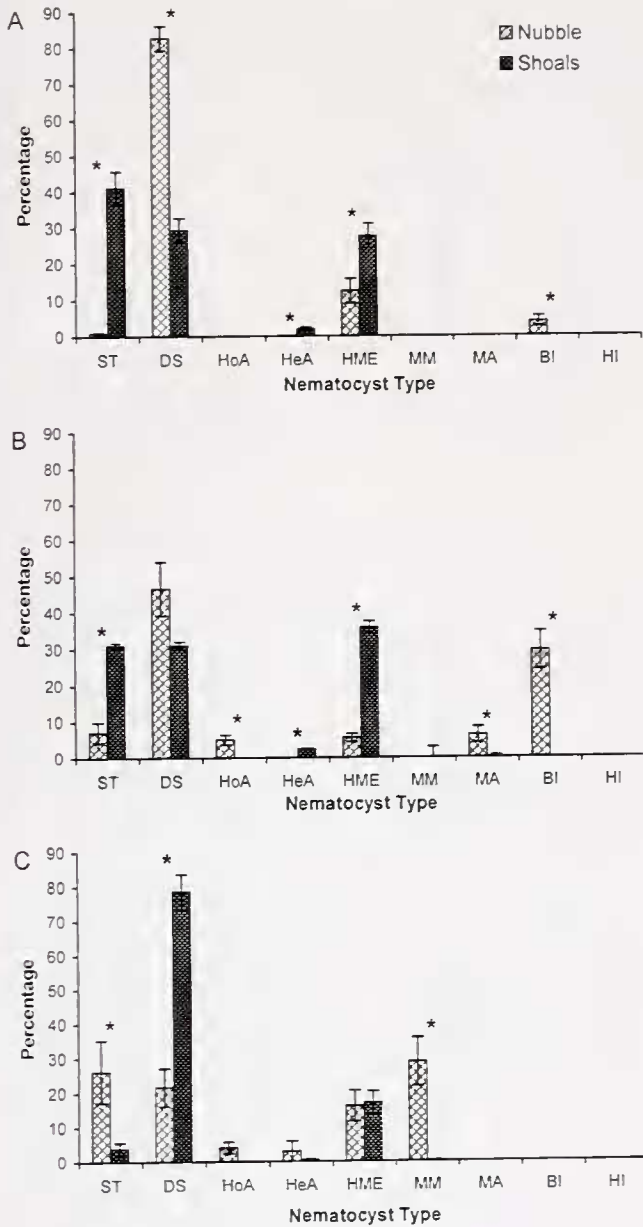 A
90
80
70
60
50
40
30
20
10
0
Percentage
Nubble
Shoals
* * * * *
ST DS HoA HeA HME MM MA BI HI
Nematocyst Type
B
90
80
70
60
50
40
30
20
10
0
Percentage
* * * * * *
ST DS HoA HeA HME MM MA BI HI
Nematocyst Type
C
90
80
70
60
50
40
30
20
10
0
Percentage
* * *
ST DS HoA HeA HME MM MA BI HI
Nematocyst Type